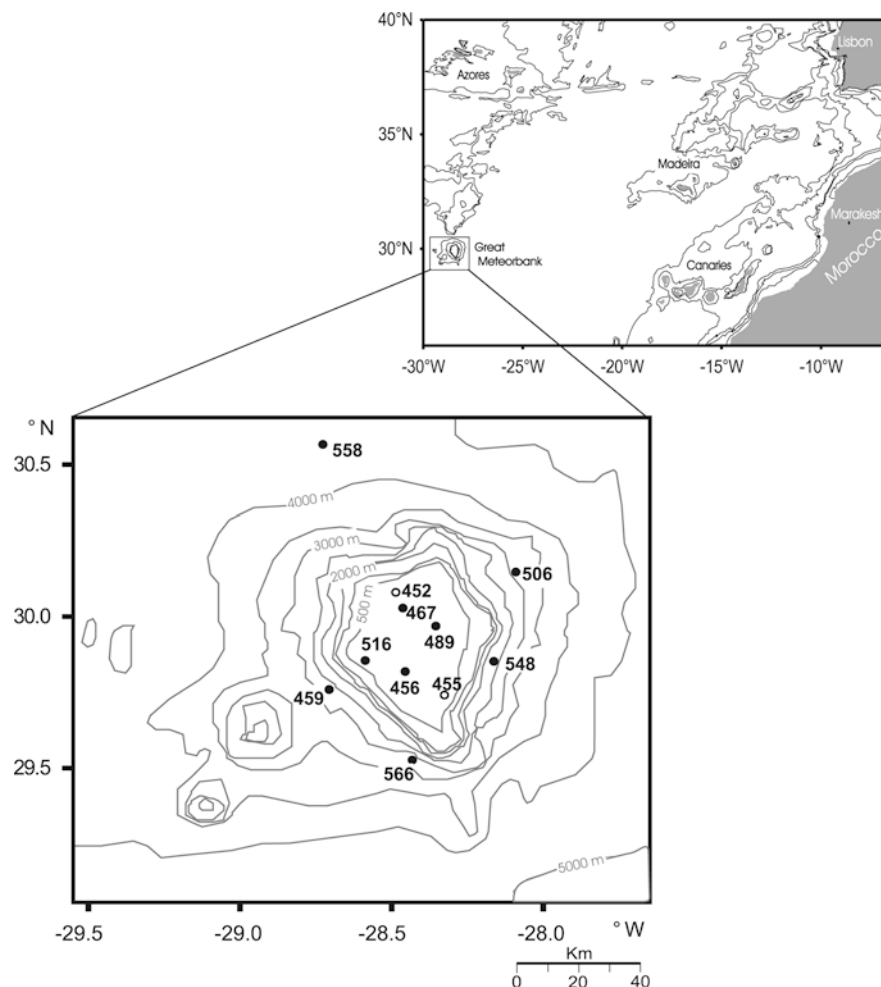 40°N
Lisbon
Azores
35°N
Madeira
Marakesh
30°N
Great
Meteorbank
Canaries
Morocco
-30°W
-25°W
-20°W
-15°W
-10°W
° N
30.5
30.0
29.5
558
4000 m
3000 m
2000 m
506
452
500 m
467
489
516
548
456
455
459
566
5000 m
-29.5
-29.0
-28.5
-28.0
° W
Km
0 20 40